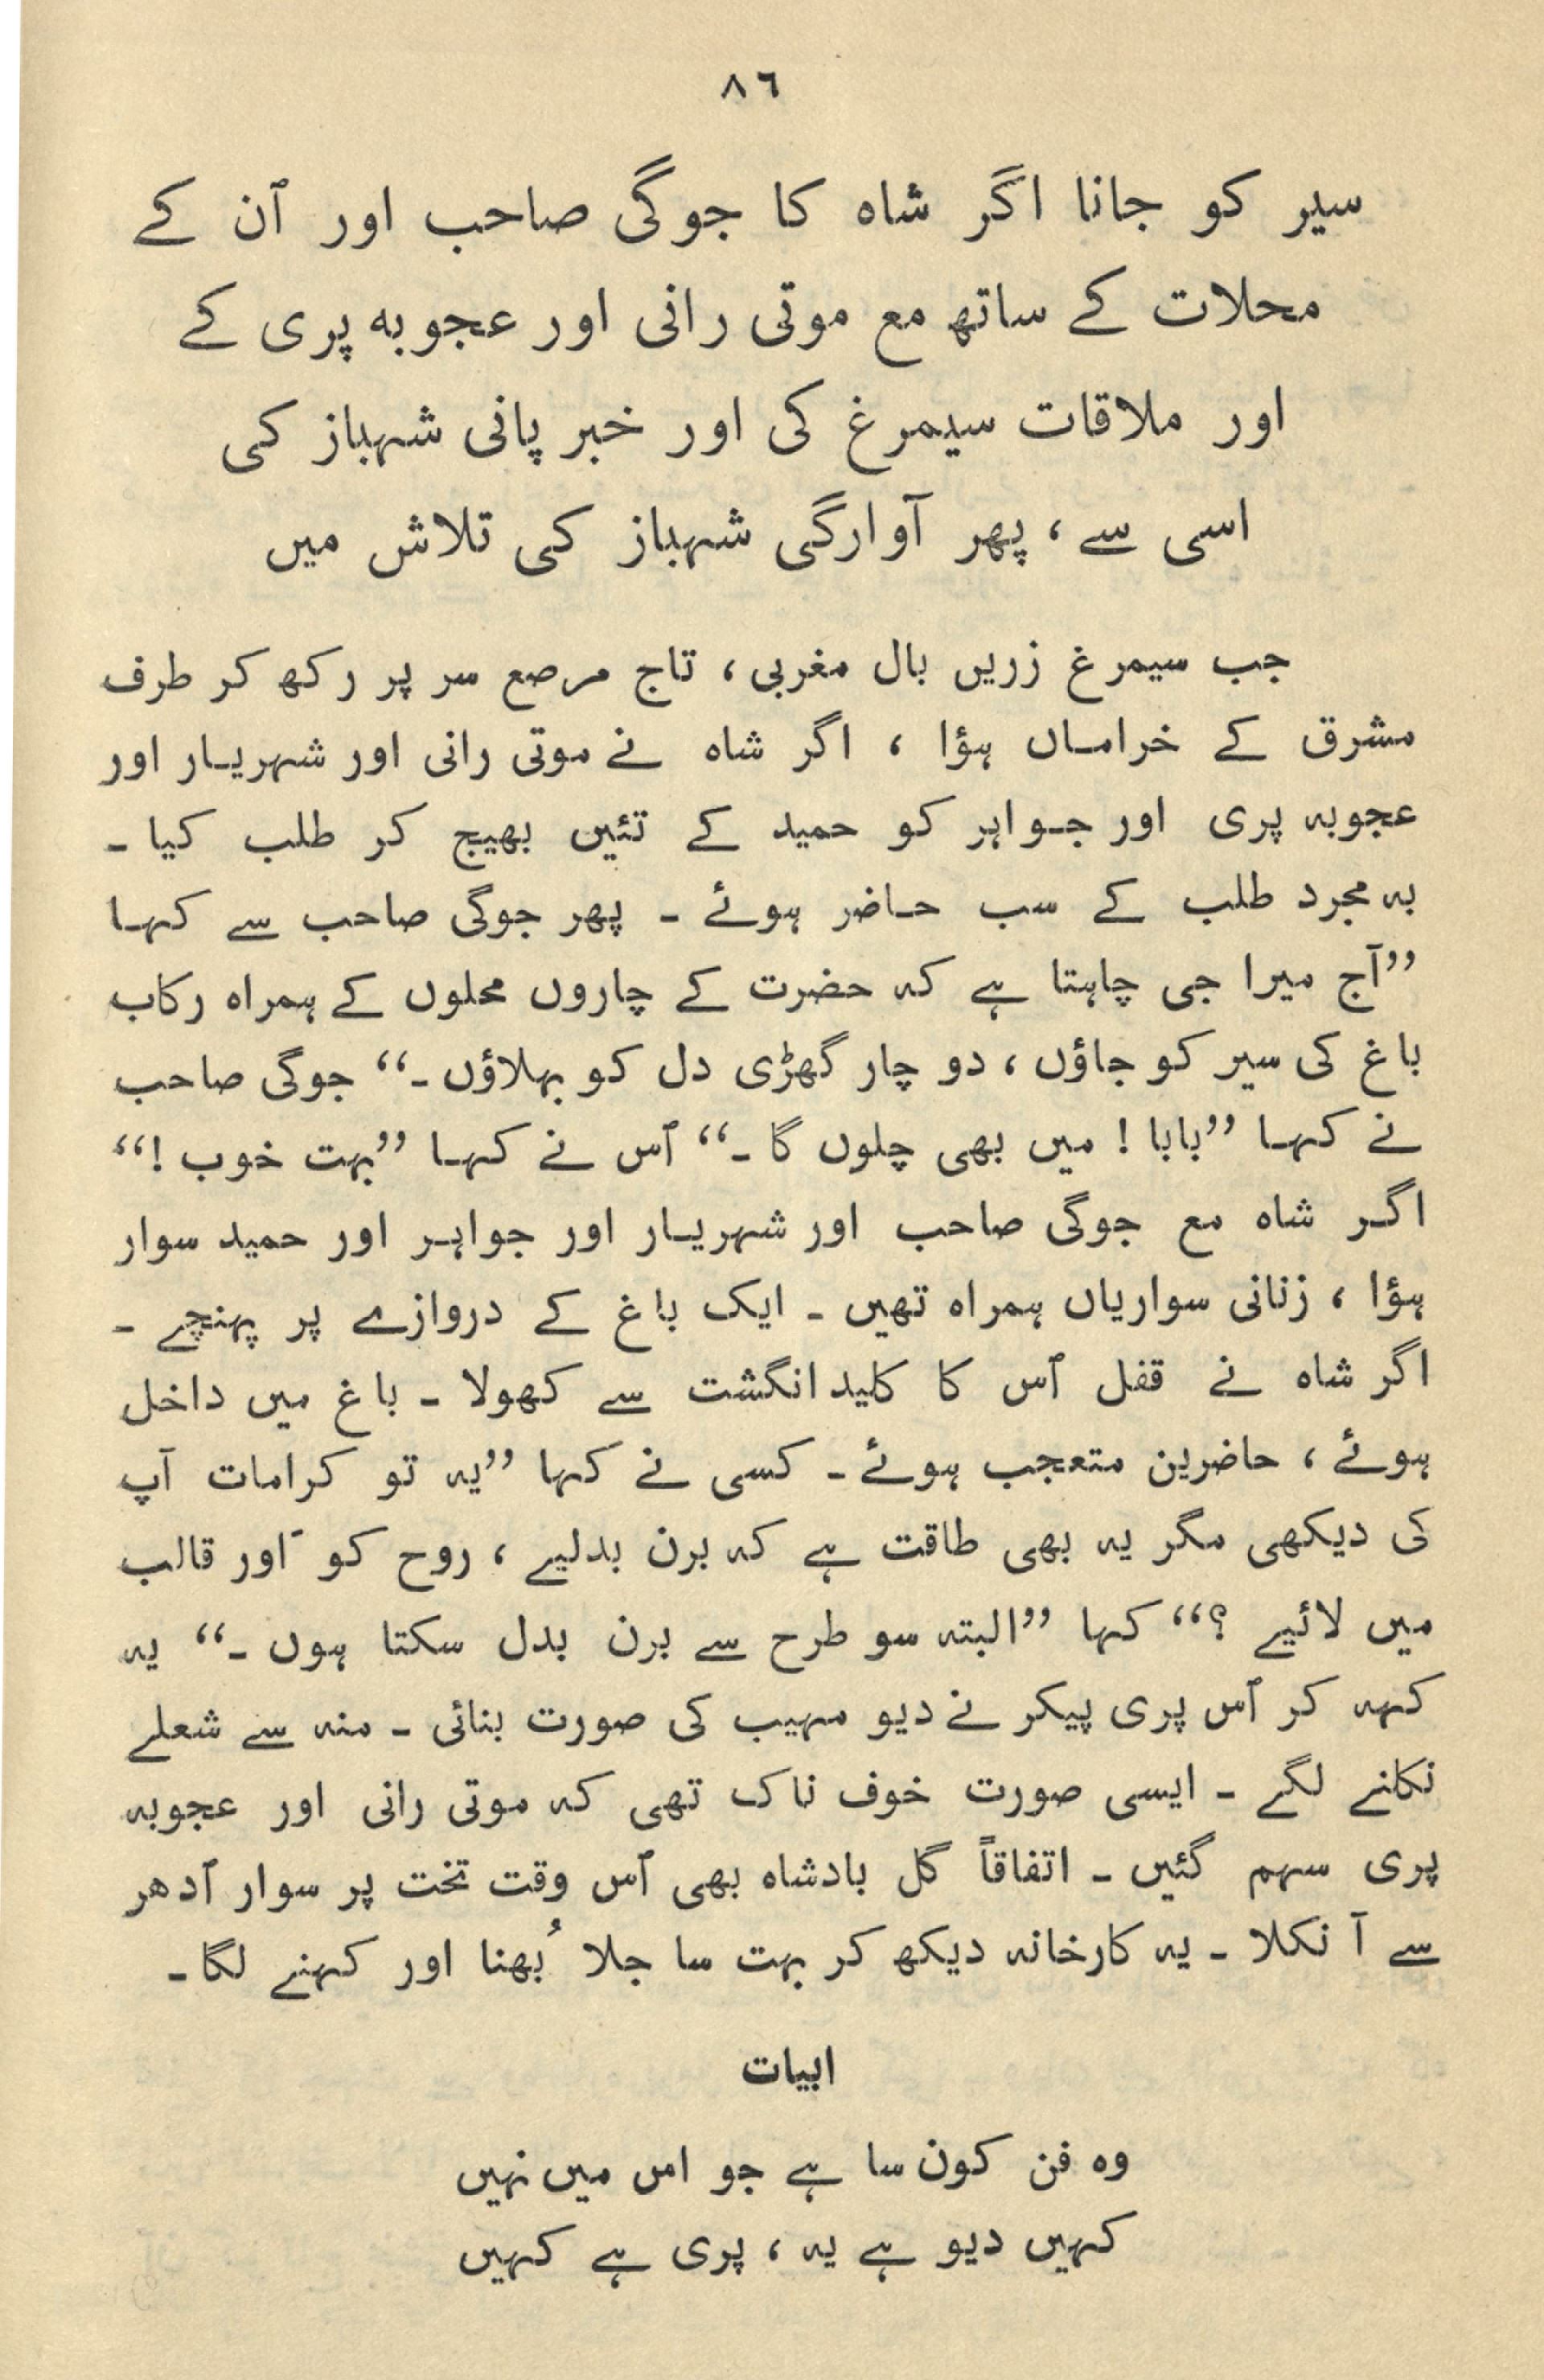 ٨٦
سیر کو جانا اگر شاہ کا جوگی صاحب اور اُن کے
محلات کے ساتھ مع موتی رانی اور عجوبہ پری کے
اور ملاقات سیمرغ کی اور خبر پانی شہباز کی
اسی سے ، پھر آوارگی شہباز کی تلاش میں
جب سیمرغ زریں بال مغربی ، تاج مرصع سر پر رکھ کر طرف
مشرق کے خراماں ہؤا ، اگر شاہ نے موتی رانی اور شہریار اور
عجوبہ پری اور جواہر کو حمید کے تئیں بھیج کر طلب کیا ۔
بہ مجرد طلب کے سب حاضر ہوئے ۔ پھر جوگی صاحب سے کہا
’’آج میرا جی چاہتا ہے کہ حضرت کے چاروں محلوں کے ہمراہ رکاب
باغ کی سیر کو جاؤں ، دو چار گھڑی دل کو بہلاؤں ۔‘‘ جوگی صاحب
نے کہا ’’بابا ! میں بھی چلوں گا ۔‘‘ اُس نے کہا ’’بہت خوب !‘‘
اگر شاہ مع جوگی صاحب اور شہریار اور جواہر اور حمید سوار
ہؤا ، زنانی سواریاں ہمراہ تھیں ۔ ایک باغ کے دروازے پر پہنچے ۔
اگر شاہ نے قفل اُس کا کلید انگشت سے کھولا ۔ باغ میں داخل
ہوئے ، حاضرین متعجب ہوئے ۔ کسی نے کہا ’’یہ تو کرامات آپ
کی دیکھی مگر یہ بھی طاقت ہے کہ برن بدلیے ، روح کو اَور قالب
میں لائیے ؟‘‘ کہا ’’البتہ سو طرح سے برن بدل سکتا ہوں ۔‘‘ یہ
کہہ کر اُس پری پیکر نے دیو مہیب کی صورت بنائی ۔ منہ سے شعلے
نکلنے لگے ۔ ایسی صورت خوف ناک تھی کہ موتی رانی اور عجوبہ
پری سہم گئیں ۔ اتفاقاً گل بادشاہ بھی اُس وقت تخت پر سوار اُدھر
سے آ نکلا ۔ یہ کارخانہ دیکھ کر بہت سا جلا بُھنا اور کہنے لگا ۔
ابیات
وہ فن کون سا ہے جو اس میں نہیں
کہیں دیو ہے یہ ، پری ہے کہیں